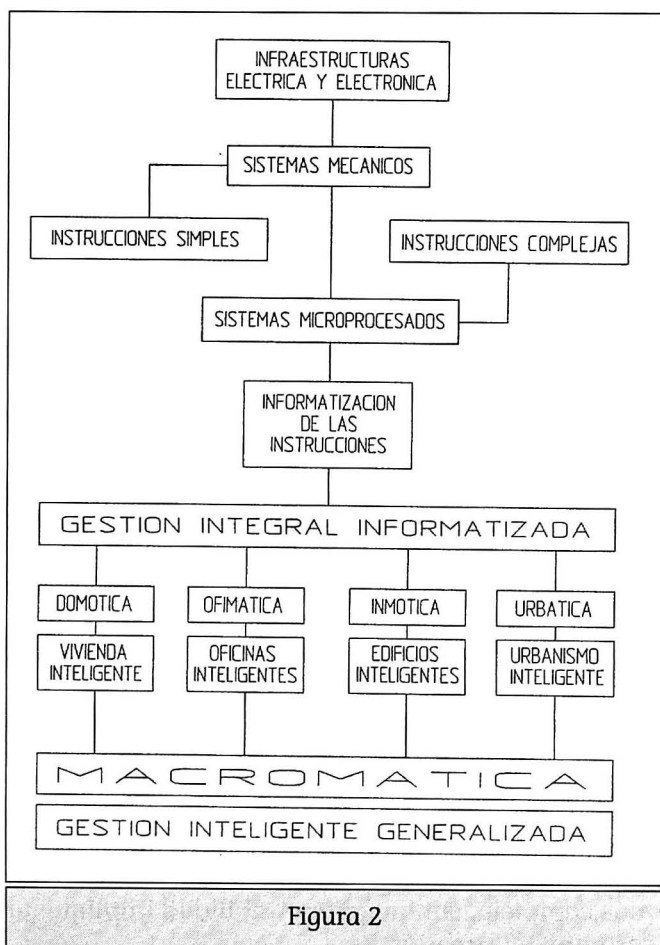 INFRAESTRUCTURAS
ELECTRICA Y ELECTRONICA
SISTEMAS MECANICOS
INSTRUCCIONES SIMPLES
INSTRUCCIONES COMPLEJAS
SISTEMAS MICROPROCESADOS
INFORMATIZACION
DE LAS
INSTRUCCIONES
GESTION INTEGRAL INFORMATIZADA
DOMOTICA
OFIMATICA
INMOTICA
URBATICA
VIVIENDA
INTELIGENTE
OFICINAS
INTELIGENTES
EDIFICIOS
INTELIGENTES
URBANISMO
INTELIGENTE
MACROMATICA
GESTION INTELIGENTE GENERALIZADA
Figura 2